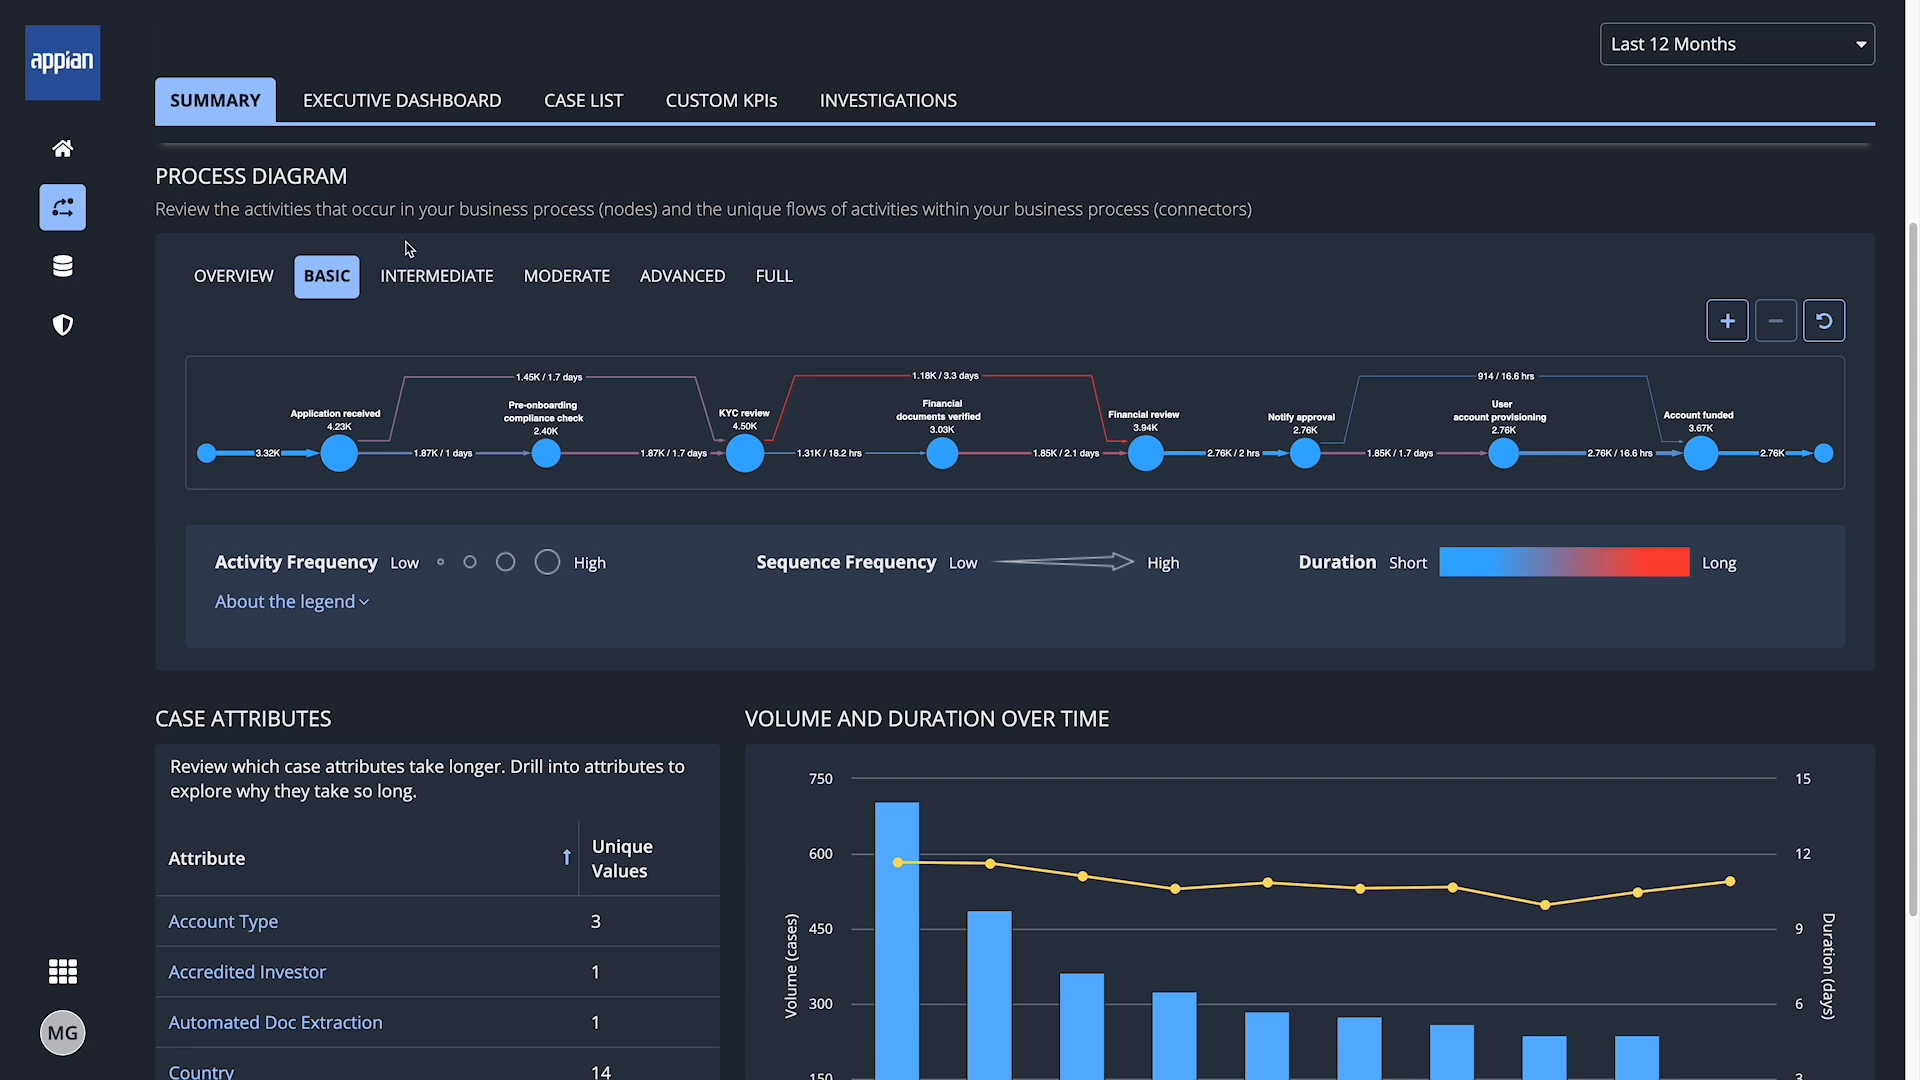 appian
Last 12 Months
SUMMARY
EXECUTIVE DASHBOARD
CASE LIST
CUSTOM KPIs
INVESTIGATIONS
PROCESS DIAGRAM
Review the activities that occur in your business process (nodes) and the unique flows of activities within your business process (connectors)
OVERVIEW
BASIC
INTERMEDIATE
MODERATE
ADVANCED
FULL
1.45K / 1.7 days
1.18K / 3.3 days
914 / 16.6 hrs
Application received
4.23K
Pre-onboarding
compliance check
2.40K
KYC review
4.50K
Financial
documents verified
3.03K
Financial review
3.94K
Notify approval
2.76K
User
account provisioning
2.76K
Account funded
3.67K
3.32K
1.87K / 1 days
1.87K / 1.7 days
1.31K / 18.2 hrs
1.85K / 2.1 days
2.76K / 2 hrs
1.85K / 1.7 days
2.76K / 16.6 hrs
2.76K
Activity Frequency
Low
High
Sequence Frequency
Low
High
Duration
Short
Long
About the legend
CASE ATTRIBUTES
Review which case attributes take longer. Drill into attributes to
explore why they take so long.
Attribute
Unique
Values
Account Type
3
Accredited Investor
1
Automated Doc Extraction
1
Country
14
VOLUME AND DURATION OVER TIME
750
600
450
300
150
Volume (cases)
15
12
9
6
3
Duration (days)
MG